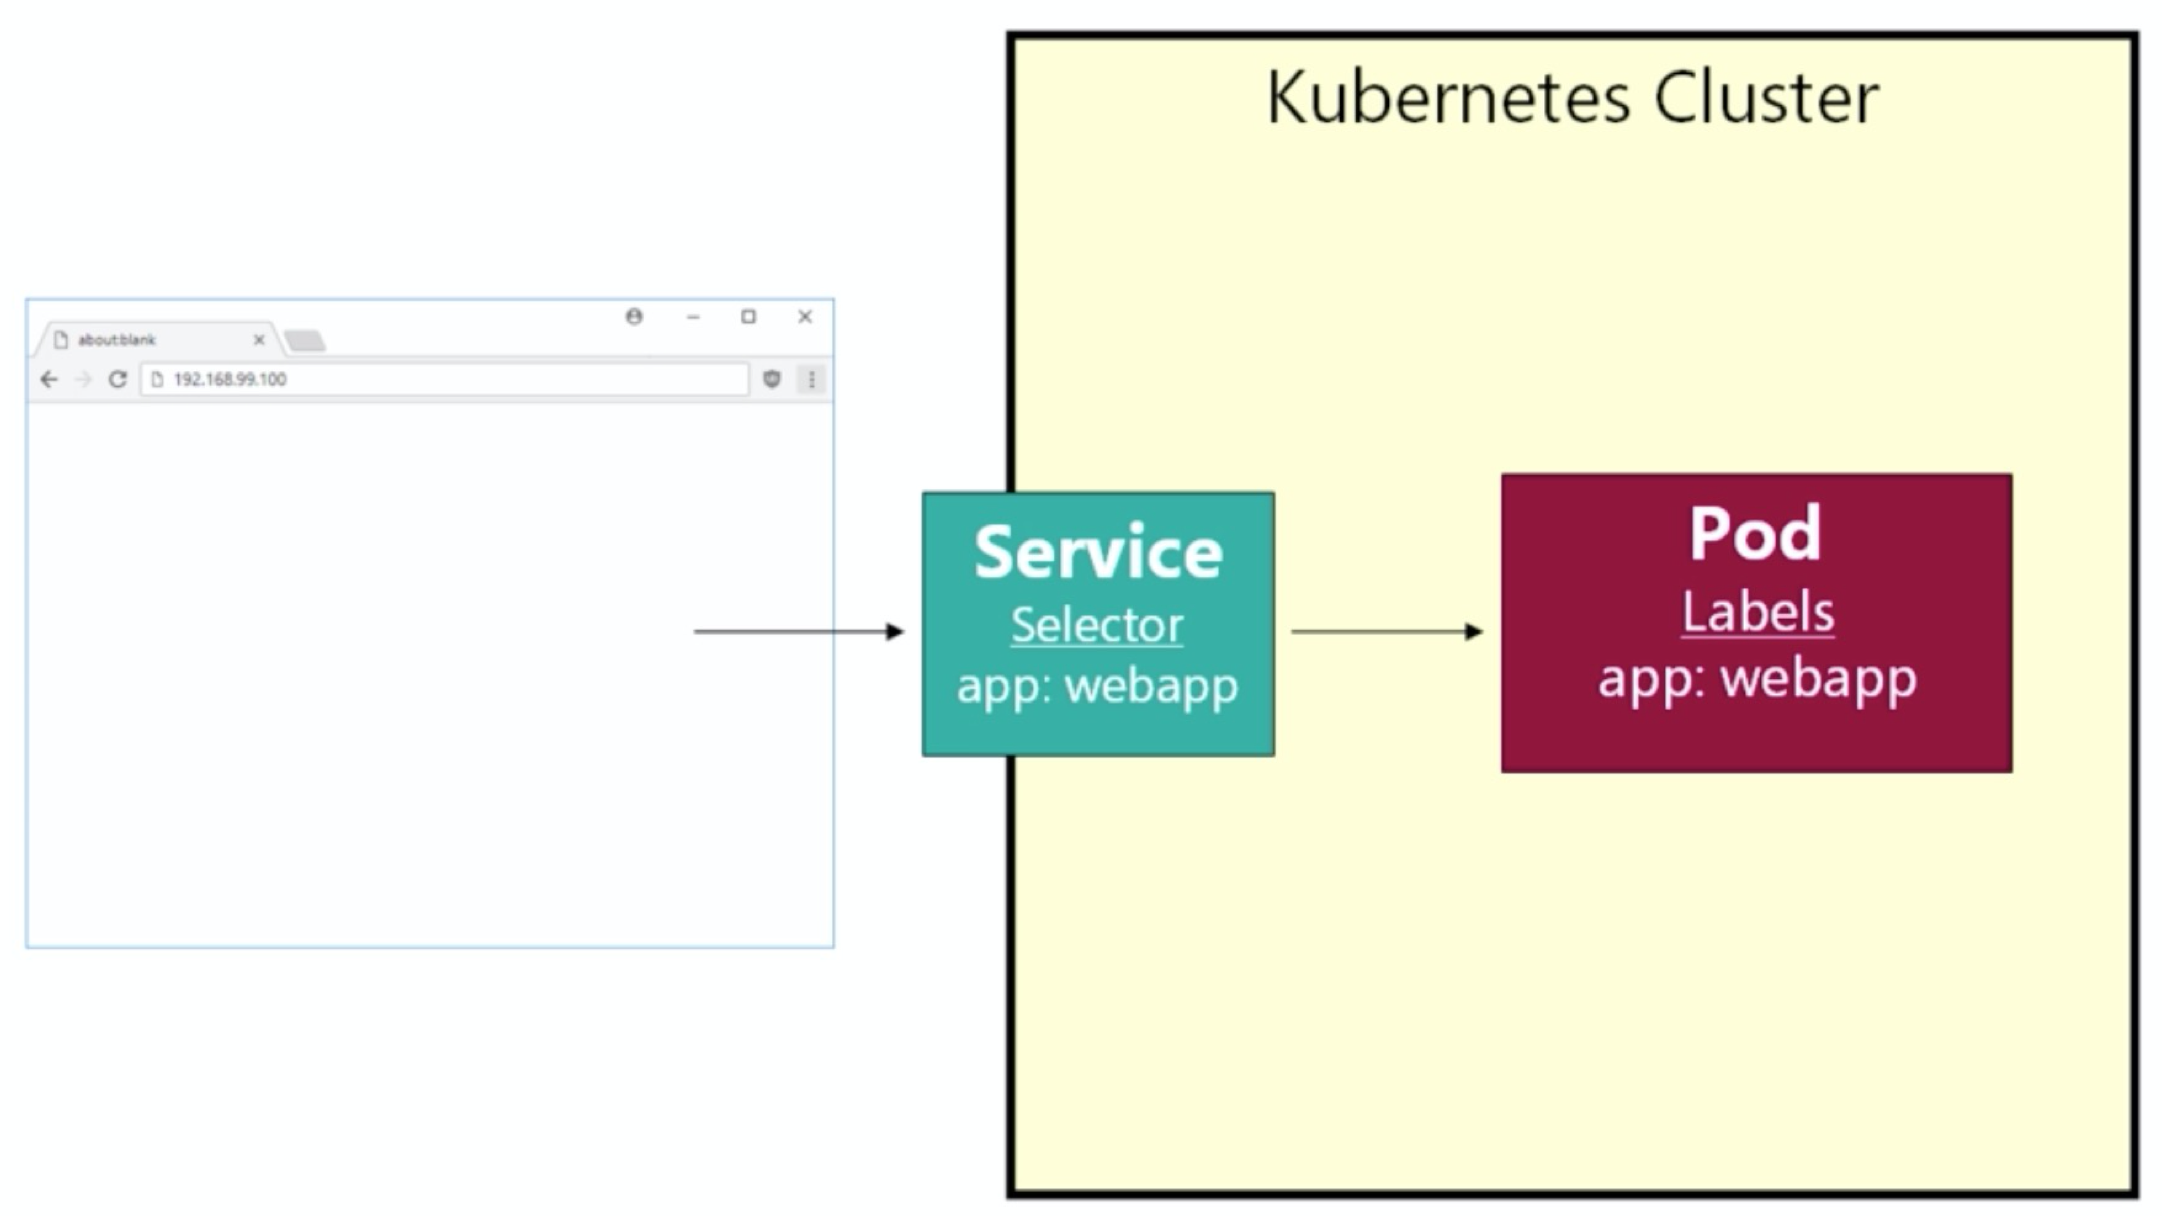 Kubernetes Cluster
about:blank
192.168.99.100
Service
Selector
app: webapp
Pod
Labels
app: webapp